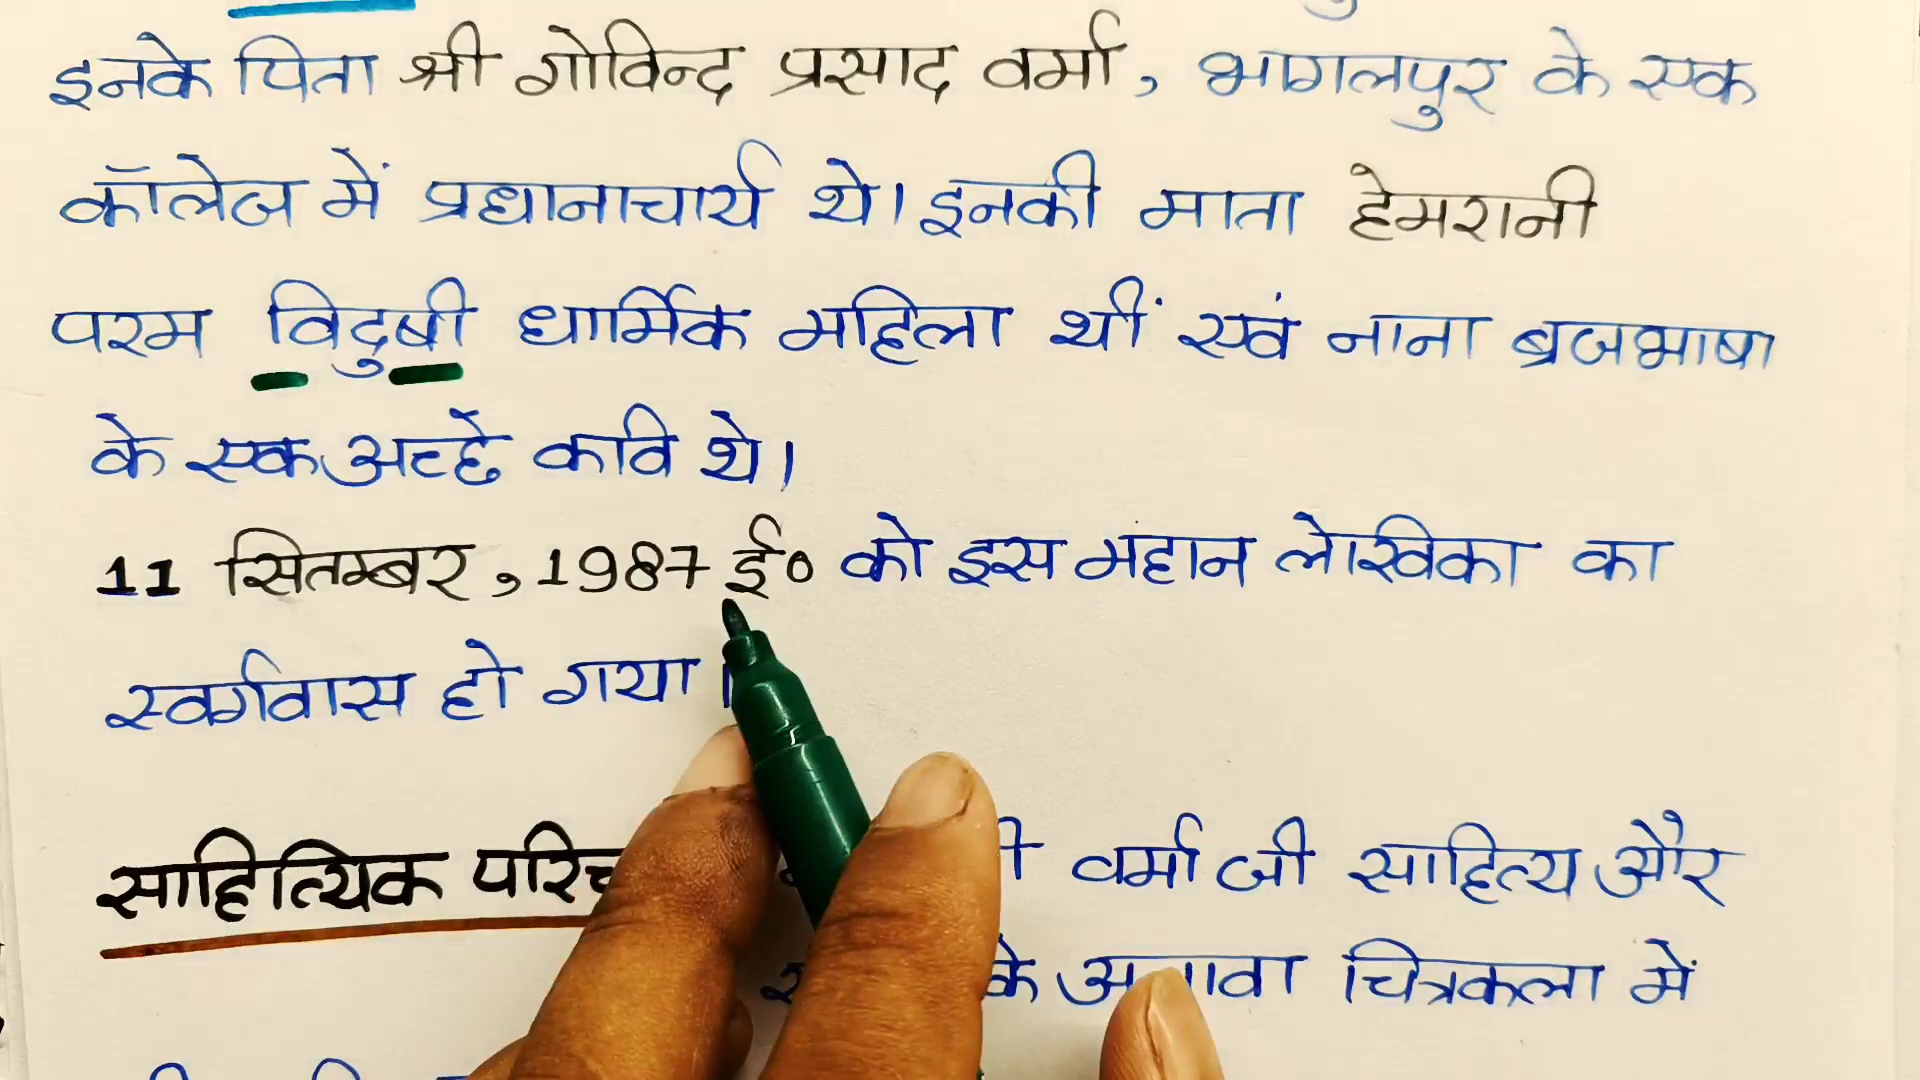 इनके पिता श्री गोविन्द प्रसाद वर्मा, भागलपुर के एक
कॉलेज में प्रधानाचार्य थे। इनकी माता हेमरानी
परम विदुषी धार्मिक महिला थीं एवं नाना ब्रजभाषा
के एक अच्छे कवि थे।
11 सितम्बर, 1987 ई० को इस महान लेखिका का
स्वर्गवास हो गया।
साहित्यिक वर्मा जी साहित्य और
के चित्रकला में